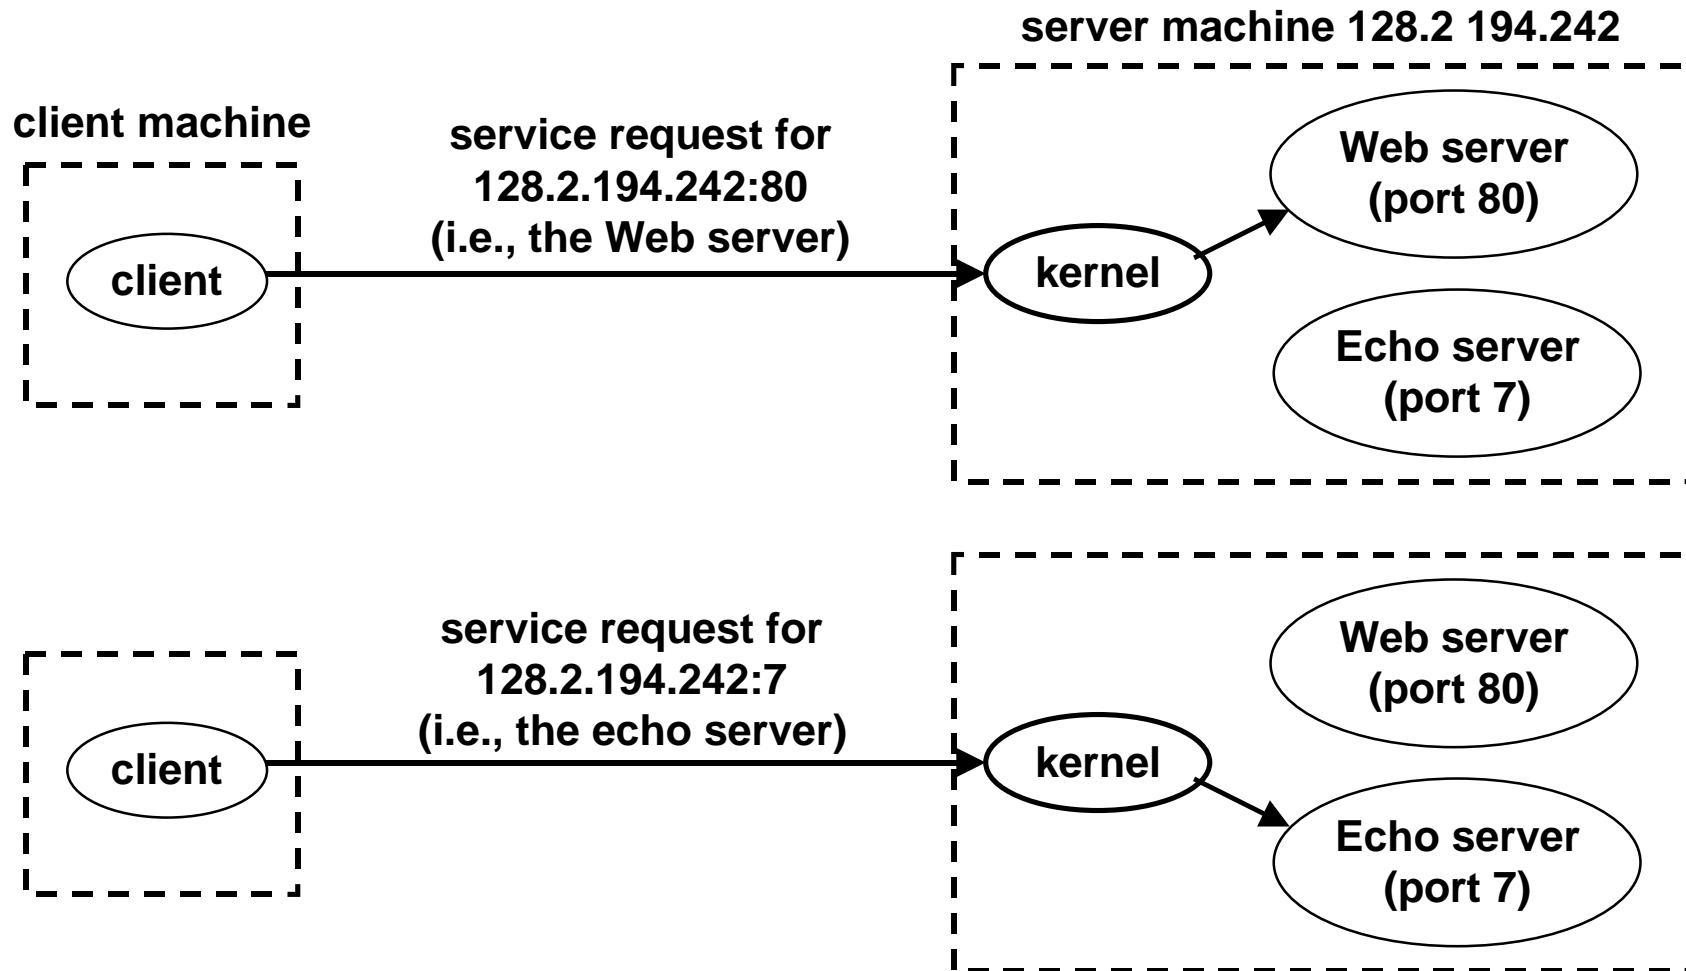 server machine 128.2 194.242
client machine
service request for
128.2.194.242:80
(i.e., the Web server)
client
kernel
Web server
(port 80)
Echo server
(port 7)
service request for
128.2.194.242:7
(i.e., the echo server)
client
kernel
Web server
(port 80)
Echo server
(port 7)